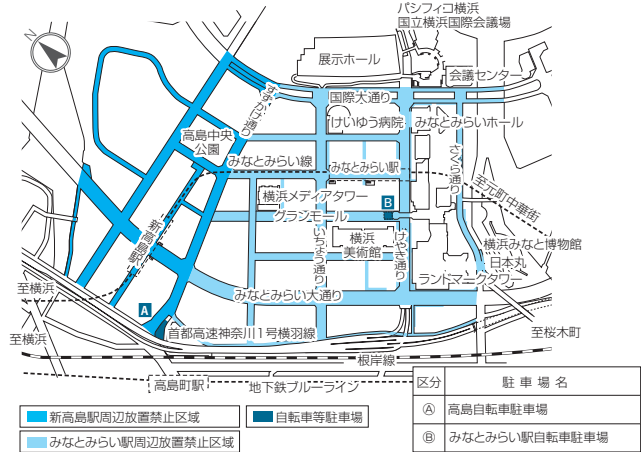 パシフィコ横浜
国立横浜国際会議場
N
展示ホール
会議センター
国際大通り
すずかけ通り
けいゆう病院
みなとみらいホール
高島中央
公園
みなとみらい線
みなとみらい駅
さくら通り
至元町中華街
横浜メディアタワー
グランモール
B
新高島駅
いちょう通り
横浜
美術館
けやき通り
横浜みなと博物館
日本丸
ランドマークタワー
至横浜
みなとみらい大通り
A
至横浜
首都高速神奈川1号横羽線
至桜木町
根岸線
高島町駅
地下鉄ブルーライン
区分 駐車場名
Ⓐ 高島自転車駐車場
Ⓑ みなとみらい駅自転車駐車場
新高島駅周辺放置禁止区域
自転車等駐車場
みなとみらい駅周辺放置禁止区域